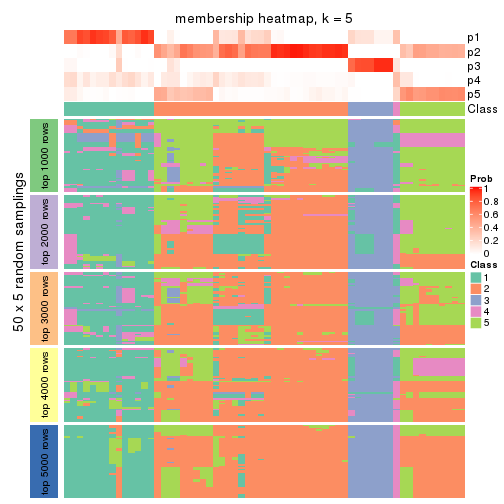 membership heatmap, k = 5
p1
p2
p3
p4
p5
Class
50 x 5 random samplings
top 1000 rows
top 2000 rows
top 3000 rows
top 4000 rows
top 5000 rows
Prob
1
0.8
0.6
0.4
0.2
0
Class
1
2
3
4
5